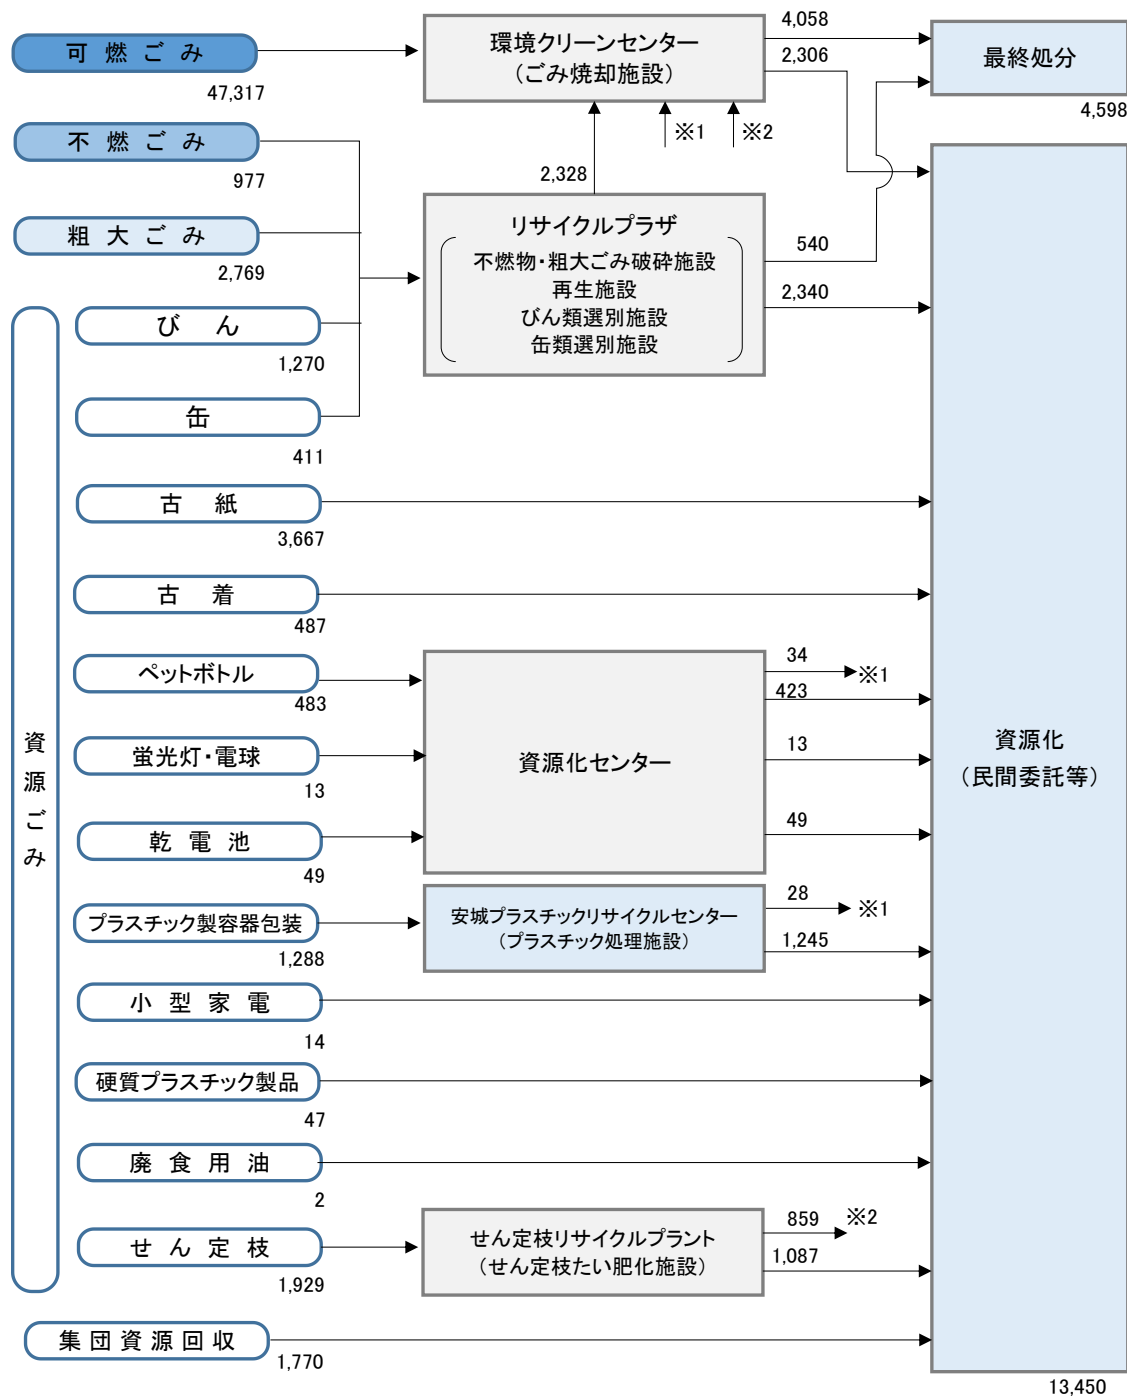 可燃ごみ
47,317
環境クリーンセンター
（ごみ焼却施設）
4,058
2,306
最終処分
4,598
不燃ごみ
977
※1
※2
2,328
粗大ごみ
2,769
リサイクルプラザ
不燃物・粗大ごみ破砕施設
再生施設
びん類選別施設
缶類選別施設
540
2,340
資源ごみ
びん
1,270
缶
411
古紙
3,667
古着
487
ペットボトル
483
蛍光灯・電球
13
乾電池
49
資源化センター
34
※1
423
13
49
資源化
（民間委託等）
プラスチック製容器包装
1,288
安城プラスチックリサイクルセンター
（プラスチック処理施設）
28
※1
1,245
小型家電
14
硬質プラスチック製品
47
廃食用油
2
せん定枝
1,929
せん定枝リサイクルプラント
（せん定枝たい肥化施設）
859
※2
1,087
集団資源回収
1,770
13,450